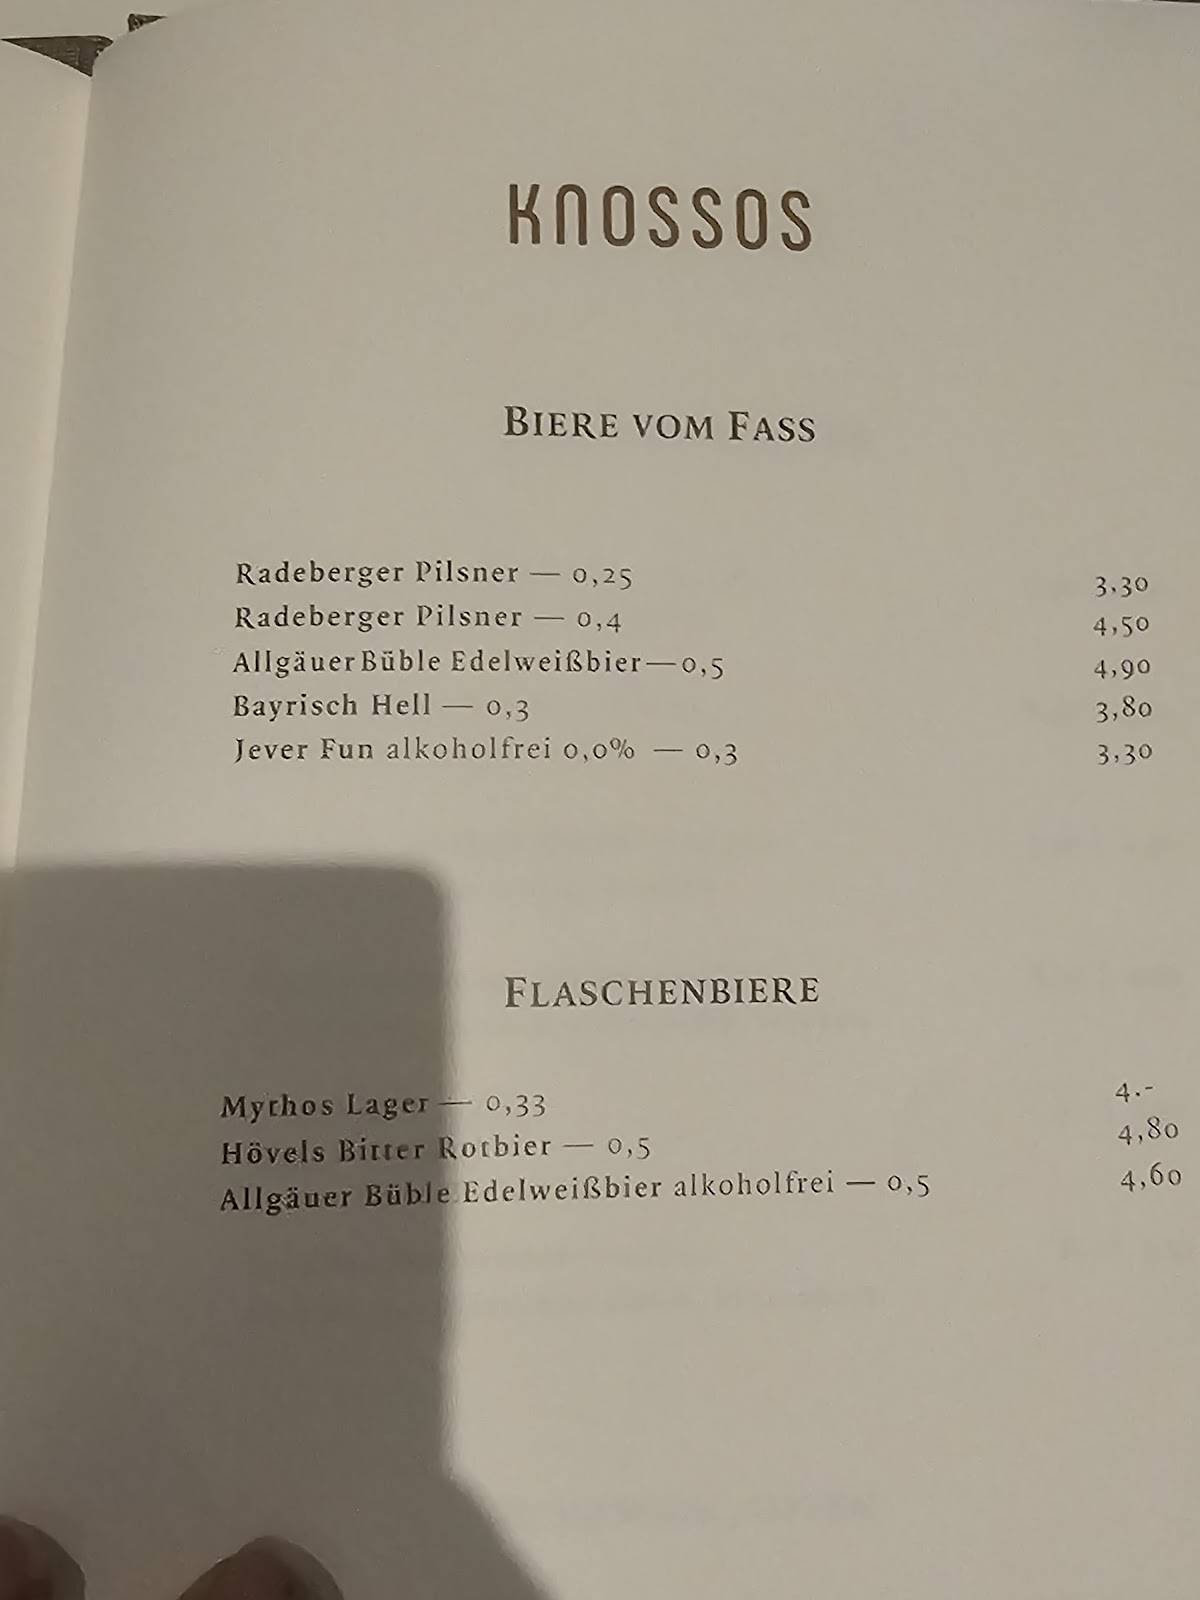 KNOSSOS
BIERE VOM FASS
Radeberger Pilsner — 0,25 3,30
Radeberger Pilsner — 0,4 4,50
Allgäuer Büble Edelweißbier — 0,5 4,90
Bayrisch Hell — 0,3 3,80
Jever Fun alkoholfrei 0,0% — 0,3 3,30
FLASCHENBIERE
Mythos Lager — 0,33 4.-
Hövels Bitter Rotbier — 0,5 4,80
Allgäuer Büble Edelweißbier alkoholfrei — 0,5 4,60